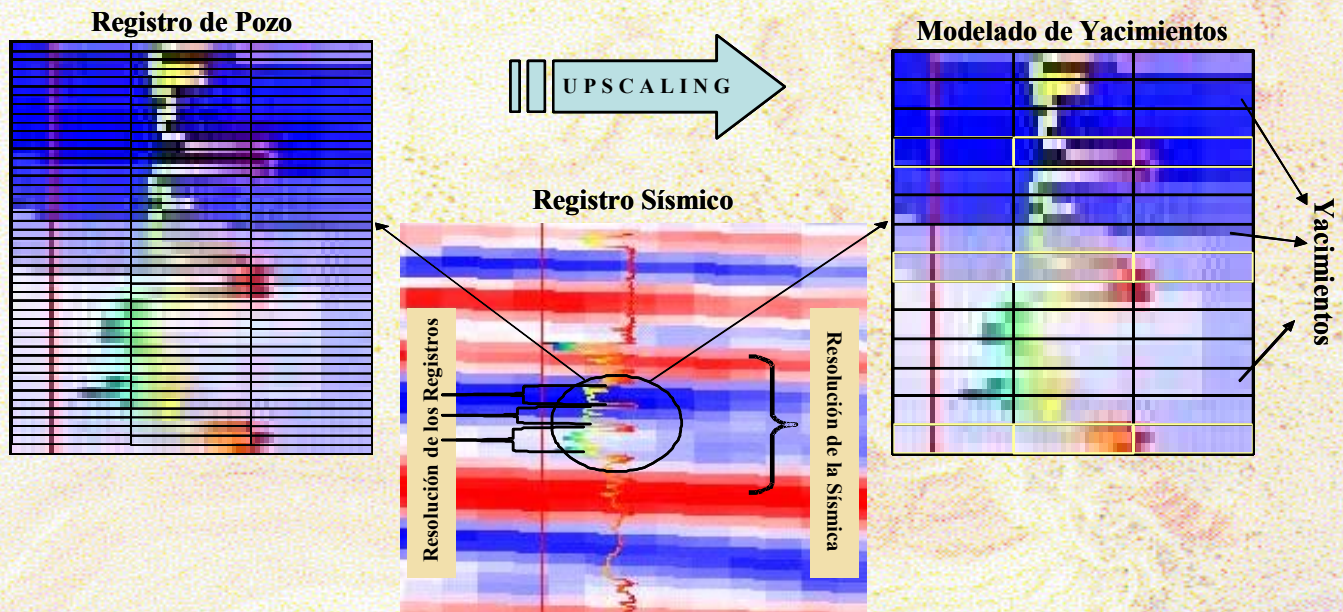 Registro de Pozo
UPSCALING
Modelado de Yacimientos
Registro Sísmico
Resolución de los Registros
Resolución de la Sísmica
Yacimientos